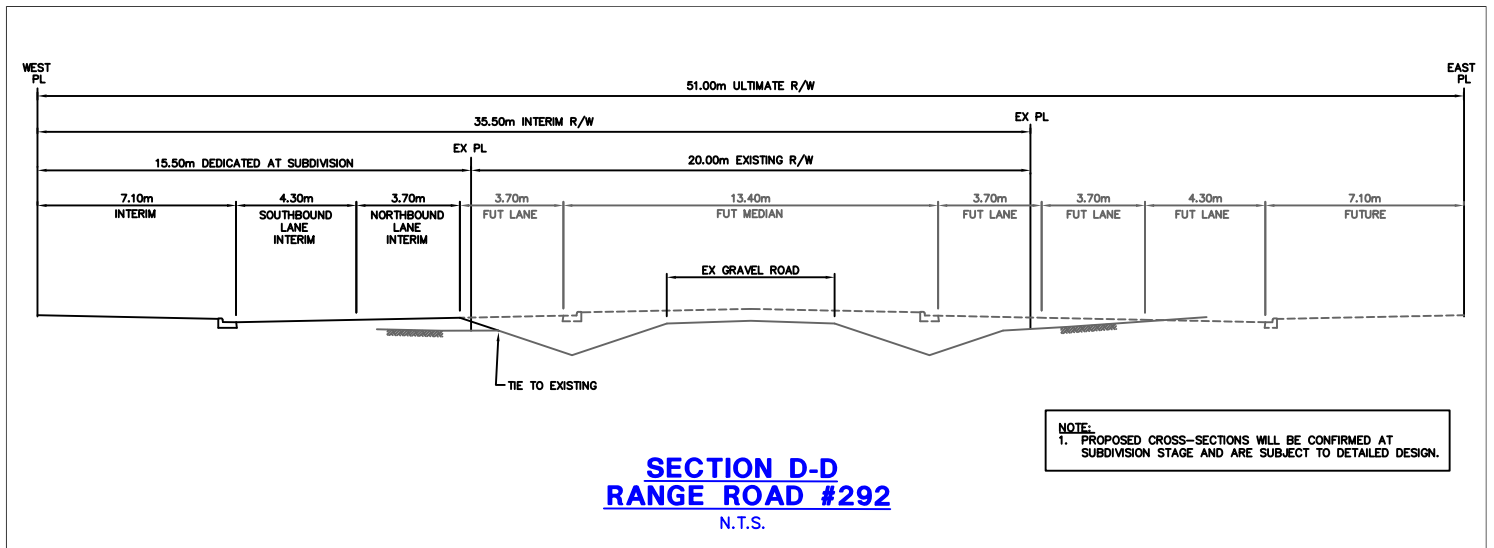 WEST
PL
EAST
PL
51.00m ULTIMATE R/W
35.50m INTERIM R/W
EX PL
EX PL
15.50m DEDICATED AT SUBDIVISION
20.00m EXISTING R/W
7.10m
INTERIM
4.30m
SOUTHBOUND
LANE
INTERIM
3.70m
NORTHBOUND
LANE
INTERIM
3.70m
FUT LANE
13.40m
FUT MEDIAN
3.70m
FUT LANE
3.70m
FUT LANE
4.30m
FUT LANE
7.10m
FUTURE
EX GRAVEL ROAD
TIE TO EXISTING
NOTE:
1. PROPOSED CROSS-SECTIONS WILL BE CONFIRMED AT
SUBDIVISION STAGE AND ARE SUBJECT TO DETAILED DESIGN.
SECTION D-D
RANGE ROAD #292
N.T.S.